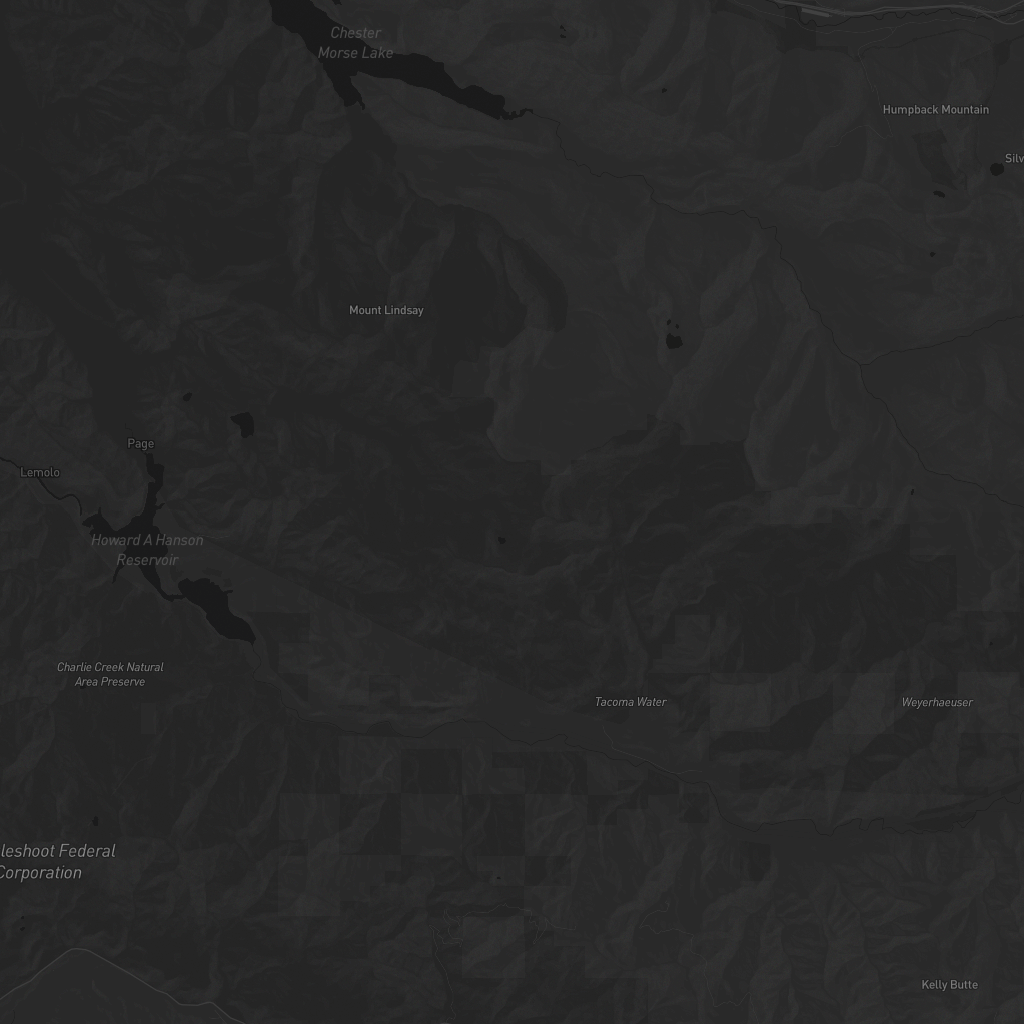 Chester
Morse Lake
Humpback Mountain
Silv
Mount Lindsay
Page
Lemolo
Howard A Hanson
Reservoir
Charlie Creek Natural
Area Preserve
Tacoma Water
Weyerhaeuser
leshoot Federal
Corporation
Kelly Butte